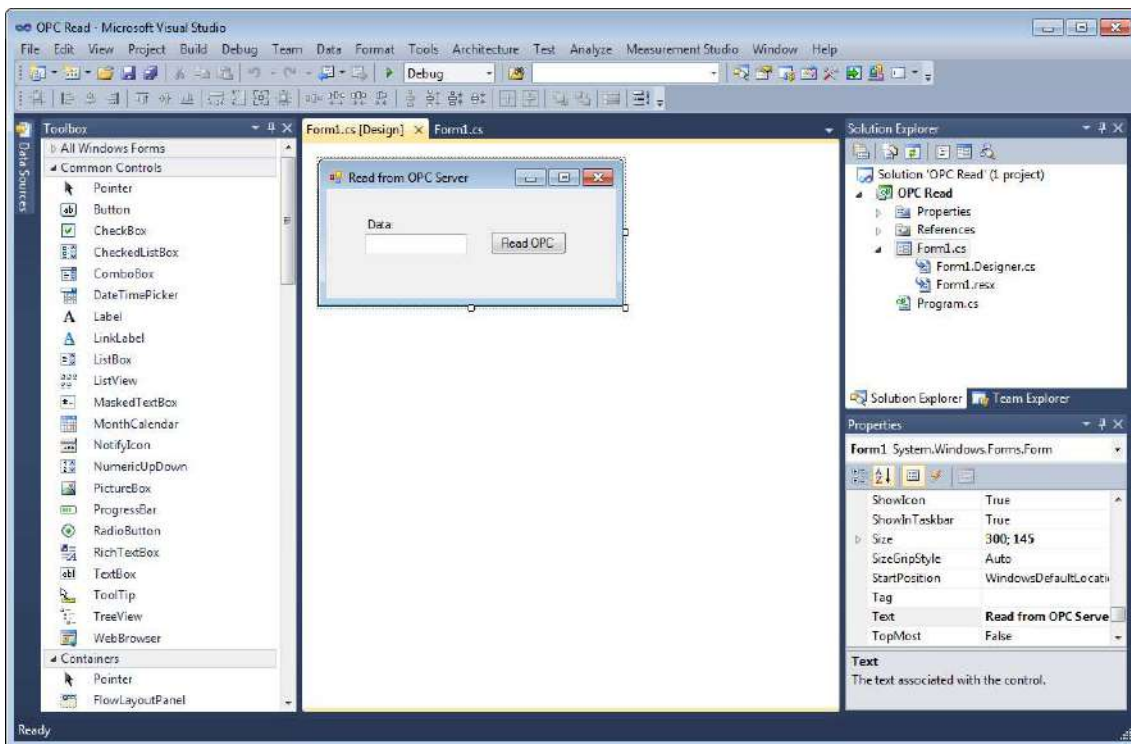 OPC Read - Microsoft Visual Studio
File Edit View Project Build Debug Team Data Format Tools Architecture Test Analyze Measurement Studio Window Help
Debug
Data Sources
Toolbox
All Windows Forms
Common Controls
Pointer
Button
CheckBox
CheckedListBox
ComboBox
DateTimePicker
Label
LinkLabel
ListBox
ListView
MaskedTextBox
MonthCalendar
NotifyIcon
NumericUpDown
PictureBox
ProgressBar
RadioButton
RichTextBox
TextBox
ToolTip
TreeView
WebBrowser
Containers
Pointer
FlowLayoutPanel
Form1.cs [Design] Form1.cs
Read from OPC Server
Data:
Read OPC
Solution Explorer
Solution 'OPC Read' (1 project)
OPC Read
Properties
References
Form1.cs
Form1.Designer.cs
Form1.resx
Program.cs
Solution Explorer Team Explorer
Properties
Form1 System.Windows.Forms.Form
ShowIcon True
ShowInTaskbar True
Size 300; 145
SizeGripStyle Auto
StartPosition WindowsDefaultLocati
Tag
Text Read from OPC Serve
TopMost False
Text
The text associated with the control.
Ready